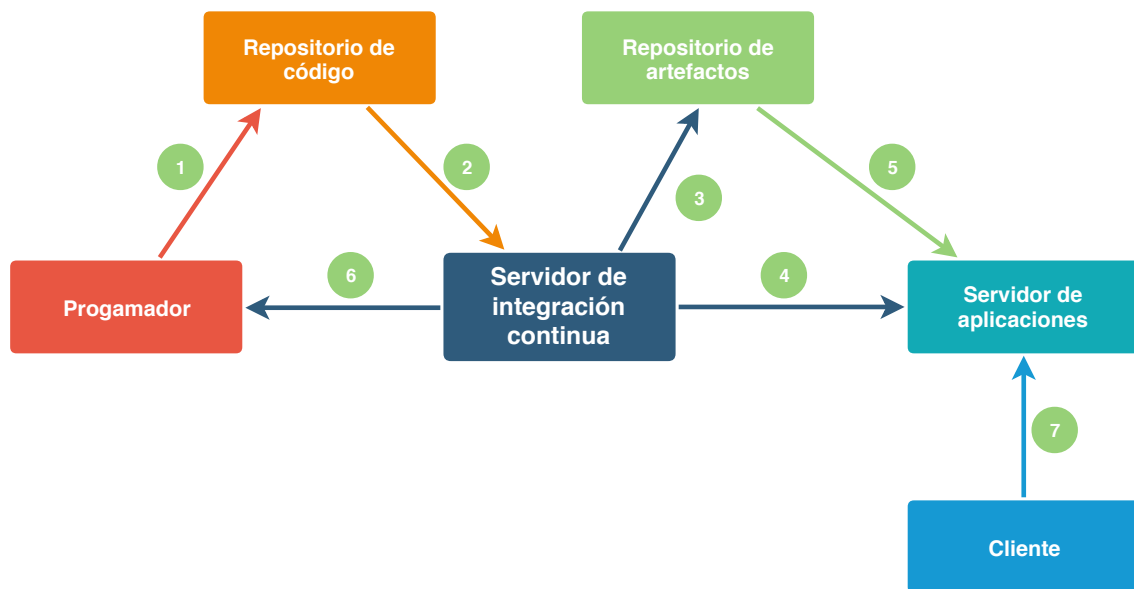 Repositorio de
código
Repositorio de
artefactos
1
2
3
5
Progamador
6
Servidor de
integración
continua
4
Servidor de
aplicaciones
7
Cliente